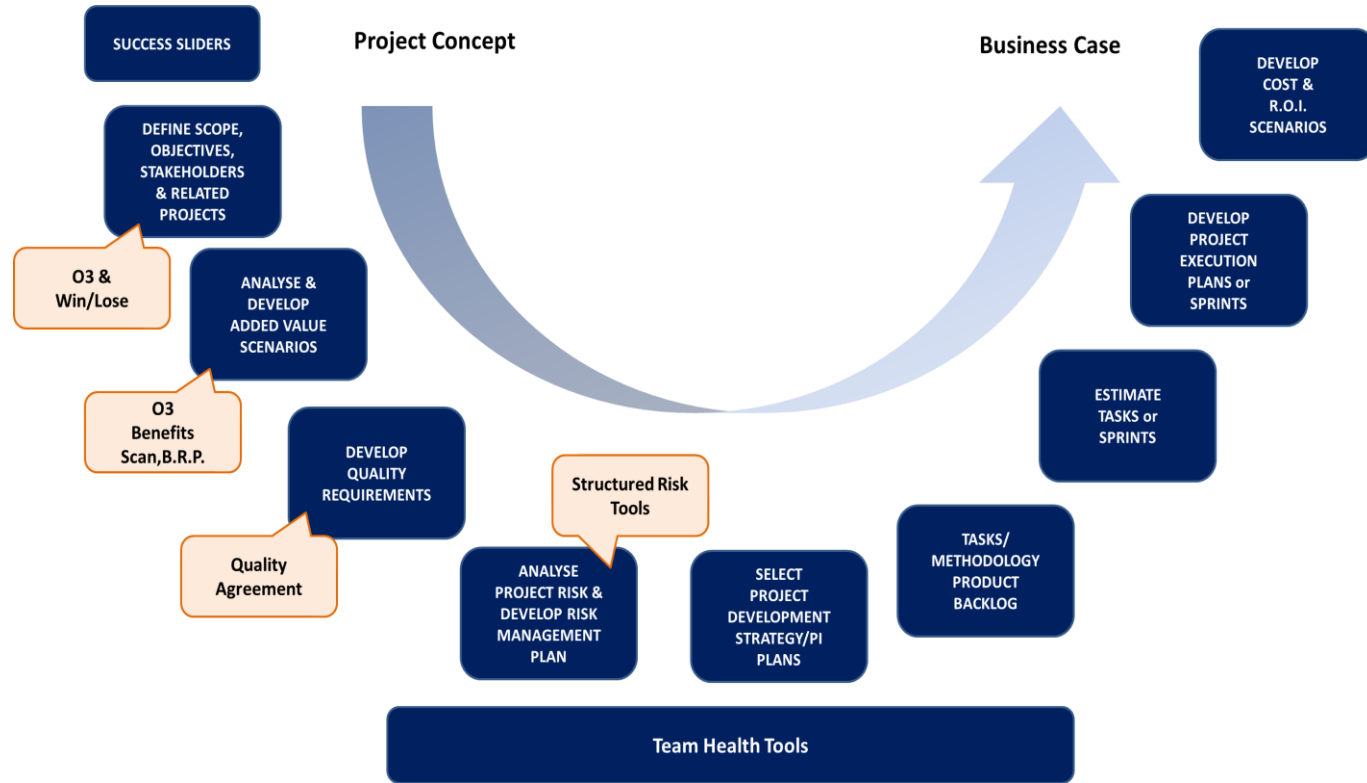 SUCCESS SLIDERS
Project Concept
Business Case
DEVELOP
COST &
R.O.I.
SCENARIOS
DEFINE SCOPE,
OBJECTIVES,
STAKEHOLDERS
& RELATED
PROJECTS
O3 &
Win/Lose
ANALYSE &
DEVELOP
ADDED VALUE
SCENARIOS
O3
Benefits
Scan,B.R.P.
DEVELOP
QUALITY
REQUIREMENTS
Quality
Agreement
Structured Risk
Tools
ANALYSE
PROJECT RISK &
DEVELOP RISK
MANAGEMENT
PLAN
SELECT
PROJECT
DEVELOPMENT
STRATEGY/PI
PLANS
TASKS/
METHODOLOGY
PRODUCT
BACKLOG
ESTIMATE
TASKS or
SPRINTS
DEVELOP
PROJECT
EXECUTION
PLANS or
SPRINTS
Team Health Tools